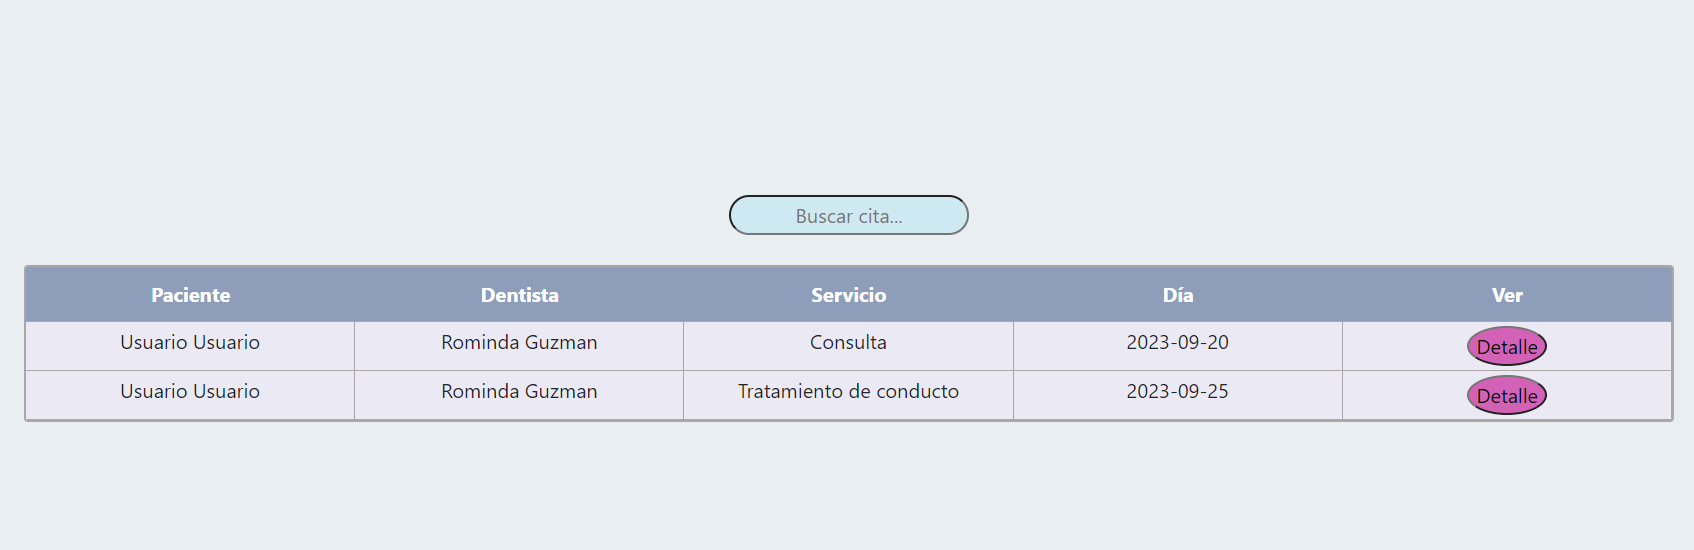 Buscar cita...
Paciente Dentista Servicio Día Ver
Usuario Usuario Rominda Guzman Consulta 2023-09-20 Detalle
Usuario Usuario Rominda Guzman Tratamiento de conducto 2023-09-25 Detalle